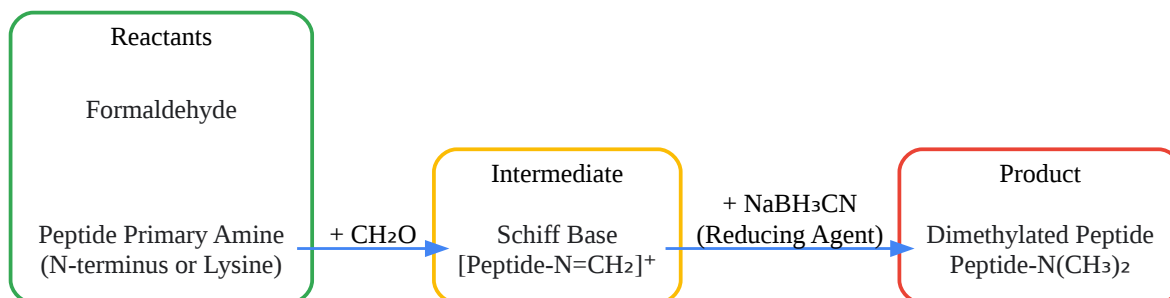 Reactants
Formaldehyde
Peptide Primary Amine
(N-terminus or Lysine)
+ CH₂O
Intermediate
Schiff Base
[Peptide-N=CH₂]⁺
+ NaBH₃CN
(Reducing Agent)
Product
Dimethylated Peptide
Peptide-N(CH₃)₂